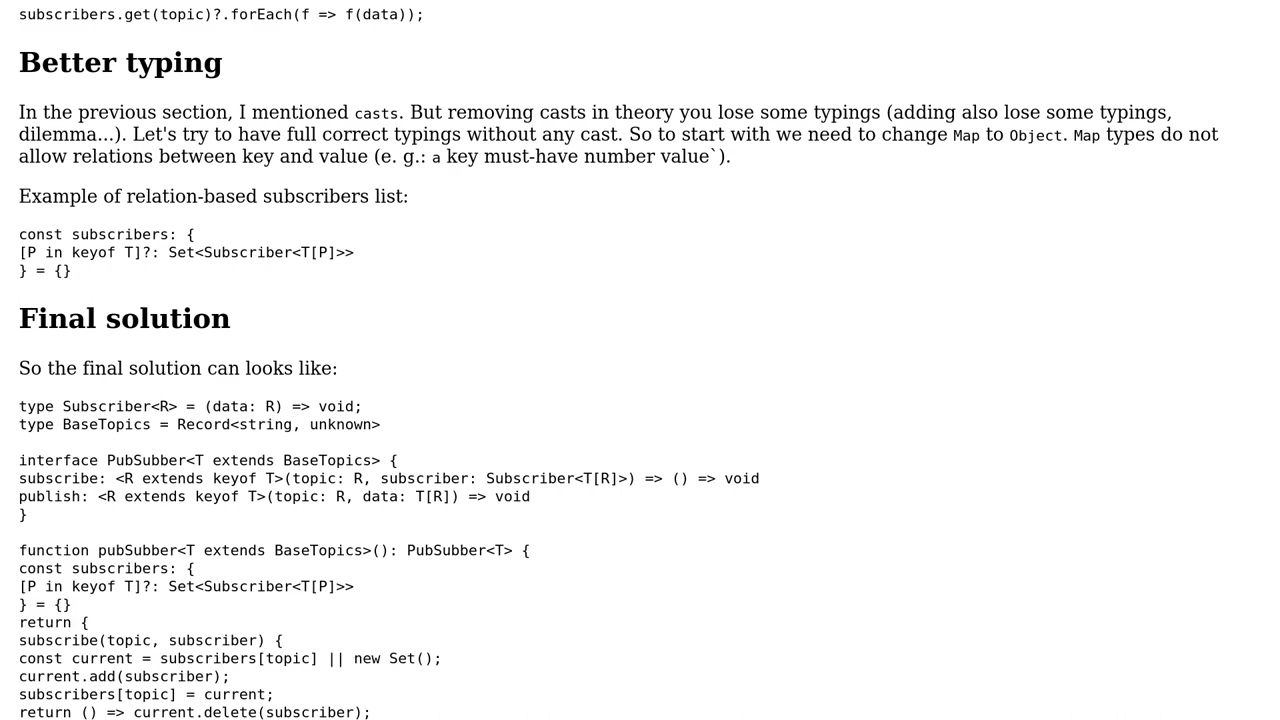 subscribers.get(topic)?.forEach(f => f(data));
Better typing
In the previous section, I mentioned casts. But removing casts in theory you lose some typings (adding also lose some typings,
dilemma...). Let's try to have full correct typings without any cast. So to start with we need to change Map to Object. Map types do not
allow relations between key and value (e. g.: a key must-have number value`).
Example of relation-based subscribers list:
const subscribers: {
[P in keyof T]?: Set<Subscriber<T[P]>>
} = {}
Final solution
So the final solution can looks like:
type Subscriber<R> = (data: R) => void;
type BaseTopics = Record<string, unknown>
interface PubSubber<T extends BaseTopics> {
subscribe: <R extends keyof T>(topic: R, subscriber: Subscriber<T[R]>) => () => void
publish: <R extends keyof T>(topic: R, data: T[R]) => void
}
function pubSubber<T extends BaseTopics>(): PubSubber<T> {
const subscribers: {
[P in keyof T]?: Set<Subscriber<T[P]>>
} = {}
return {
subscribe(topic, subscriber) {
const current = subscribers[topic] || new Set();
current.add(subscriber);
subscribers[topic] = current;
return () => current.delete(subscriber);